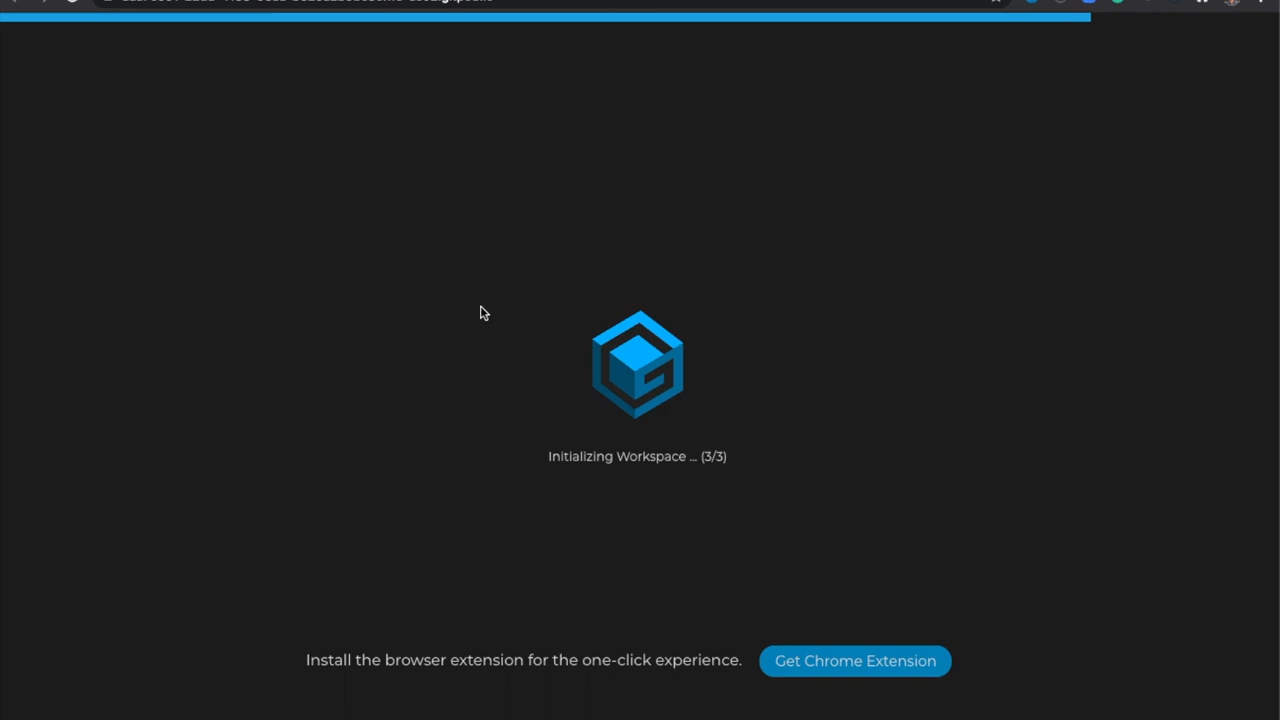 Initializing Workspace ... (3/3)
Install the browser extension for the one-click experience.
Get Chrome Extension